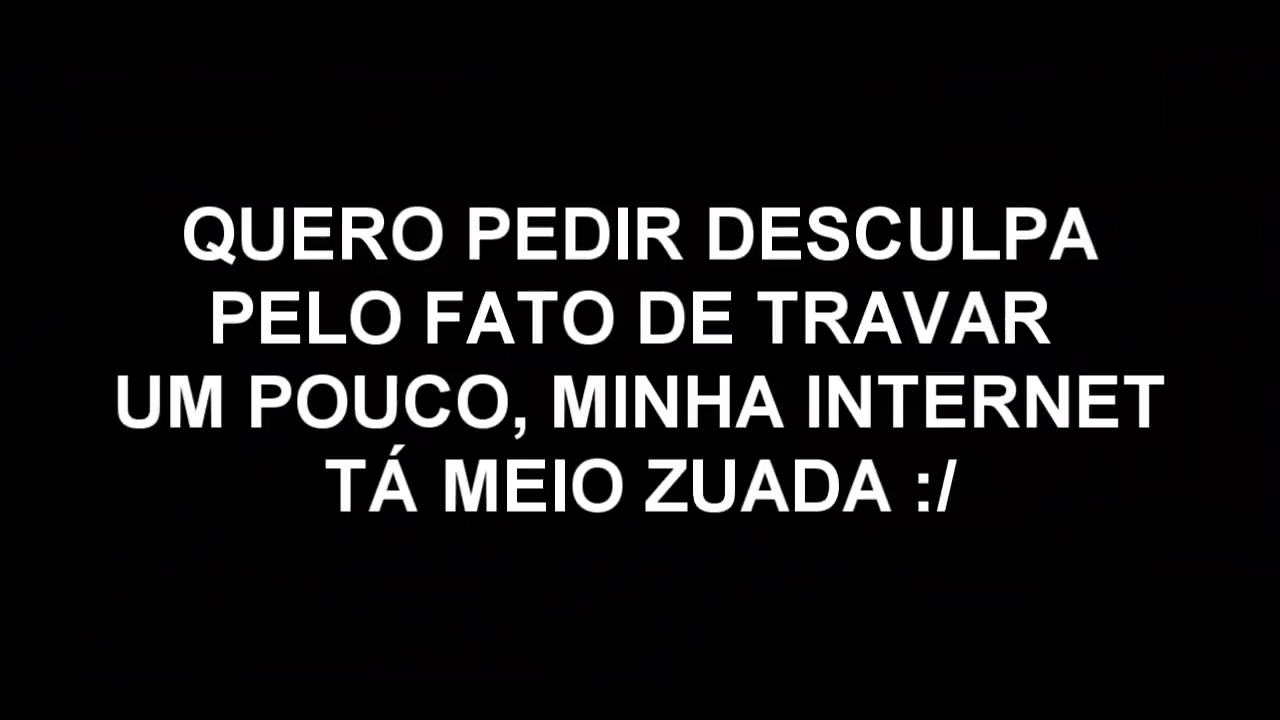 QUERO PEDIR DESCULPA
PELO FATO DE TRAVAR
UM POUCO, MINHA INTERNET
TÁ MEIO ZUADA :/